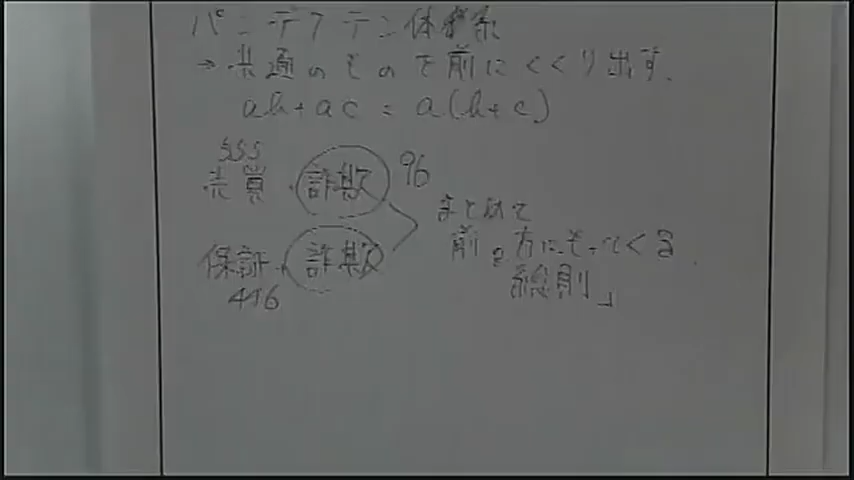 パンデクテン体系
→共通のものを前にくくり出す.
ab+ac = a(b+c)
555
売買.詐欺 96
まとめて
前の方にもってくる.
保証.詐欺
総則」
446